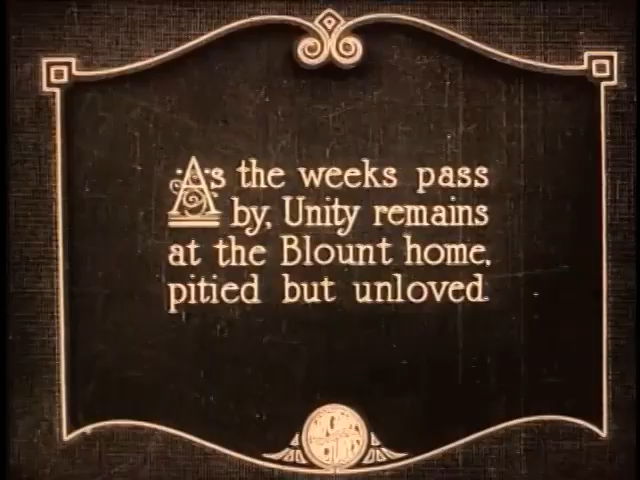 As the weeks pass
by, Unity remains
at the Blount home,
pitied but unloved.